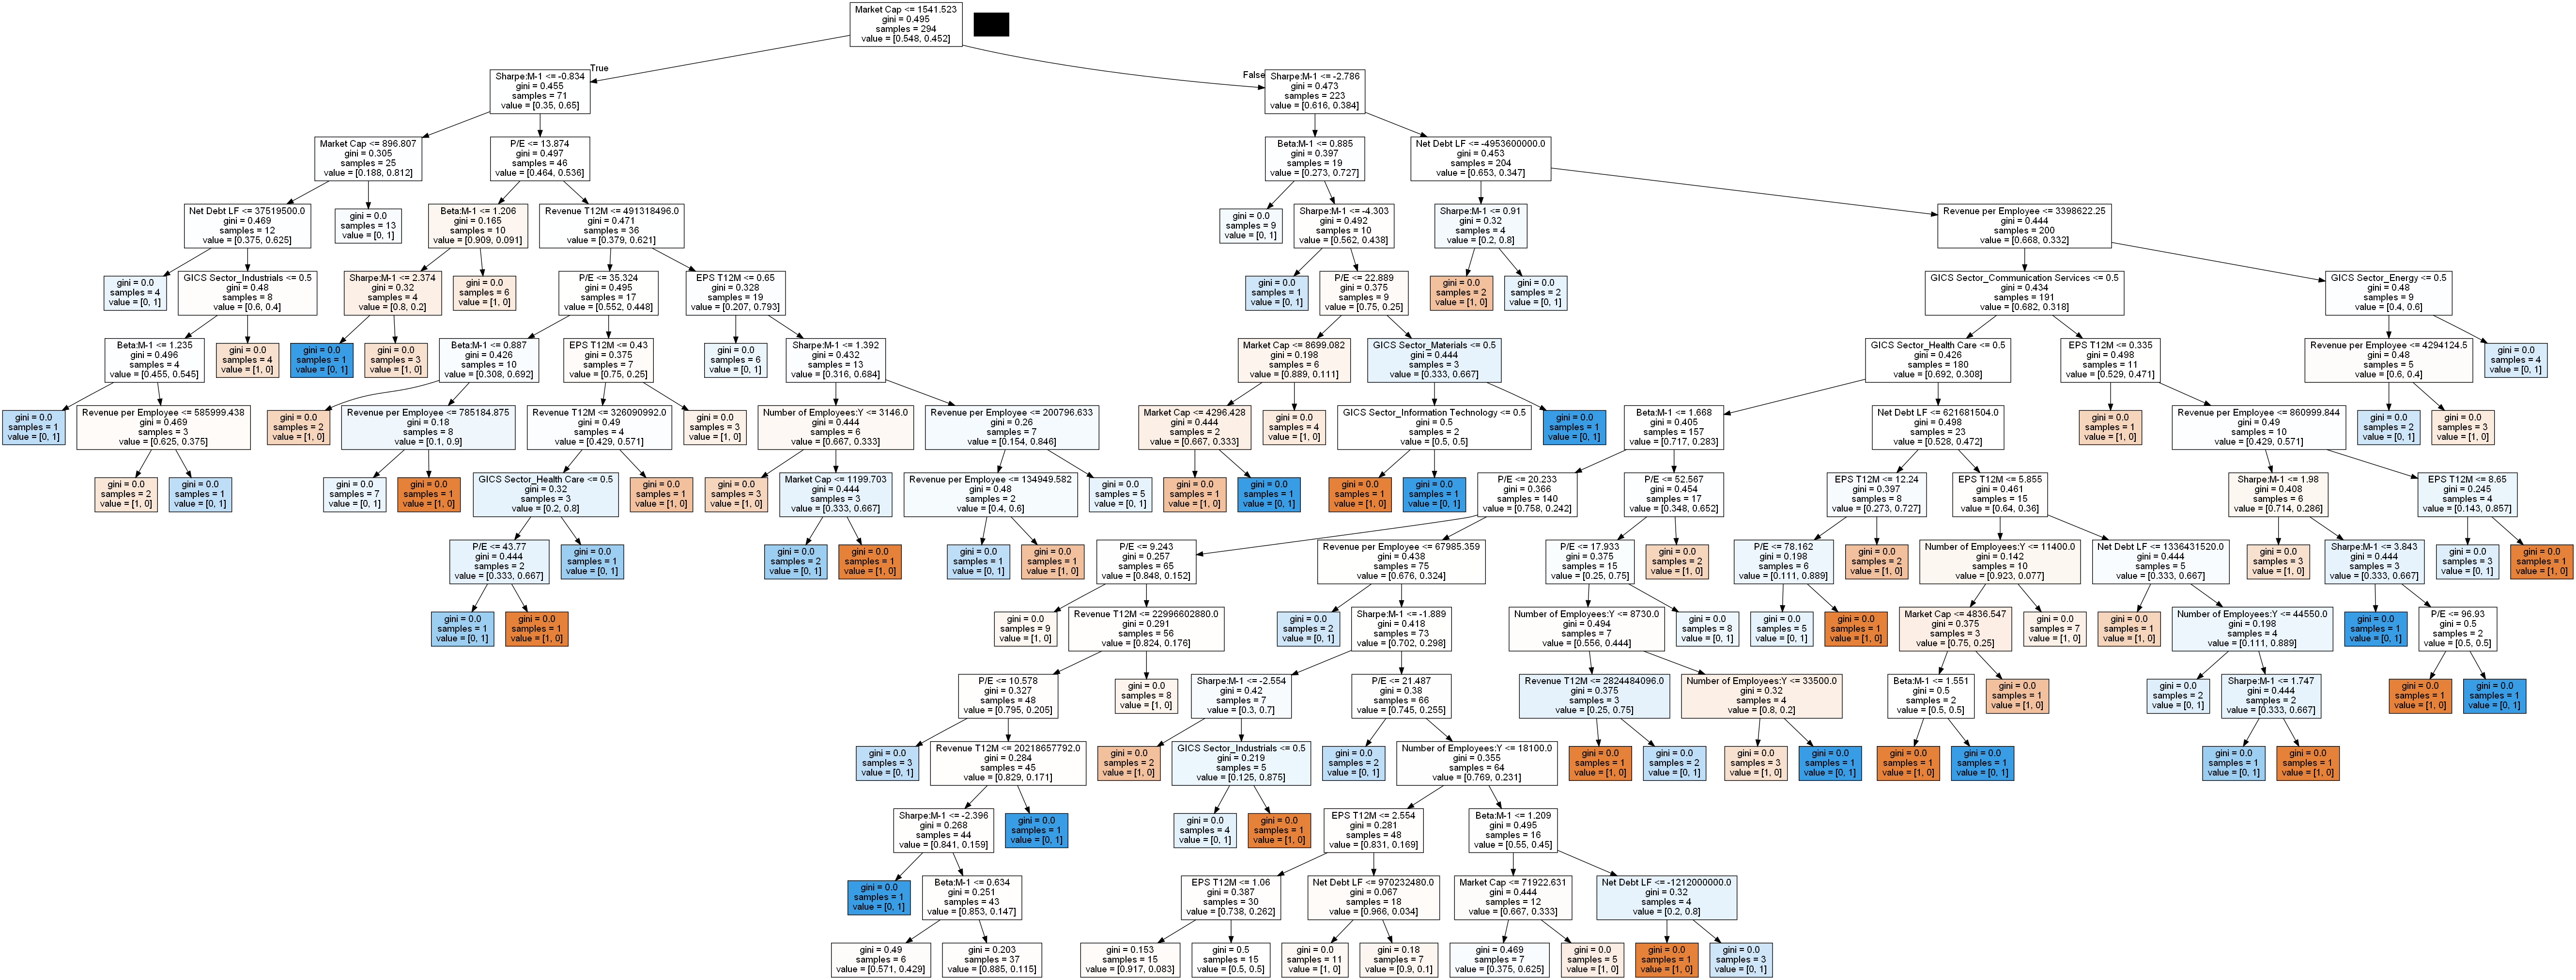 Market Cap <= 1541.523
gini = 0.495
samples = 294
value = [0.548, 0.452]
True
False
Sharpe:M-1 <= -0.834
gini = 0.455
samples = 71
value = [0.35, 0.65]
Sharpe:M-1 <= -2.786
gini = 0.473
samples = 223
value = [0.616, 0.384]
Market Cap <= 896.807
gini = 0.305
samples = 25
value = [0.188, 0.812]
P/E <= 13.874
gini = 0.497
samples = 46
value = [0.464, 0.536]
Beta:M-1 <= 0.885
gini = 0.397
samples = 19
value = [0.273, 0.727]
Net Debt LF <= -4953600000.0
gini = 0.453
samples = 204
value = [0.653, 0.347]
Net Debt LF <= 37519500.0
gini = 0.469
samples = 12
value = [0.375, 0.625]
gini = 0.0
samples = 13
value = [0, 1]
Beta:M-1 <= 1.206
gini = 0.165
samples = 10
value = [0.909, 0.091]
Revenue T12M <= 491318496.0
gini = 0.471
samples = 36
value = [0.379, 0.621]
gini = 0.0
samples = 9
value = [0, 1]
Sharpe:M-1 <= -4.303
gini = 0.492
samples = 10
value = [0.562, 0.438]
Sharpe:M-1 <= 0.91
gini = 0.32
samples = 4
value = [0.2, 0.8]
Revenue per Employee <= 3398622.25
gini = 0.444
samples = 200
value = [0.668, 0.332]
gini = 0.0
samples = 4
value = [0, 1]
GICS Sector_Industrials <= 0.5
gini = 0.48
samples = 8
value = [0.6, 0.4]
Sharpe:M-1 <= 2.374
gini = 0.32
samples = 4
value = [0.8, 0.2]
gini = 0.0
samples = 6
value = [1, 0]
P/E <= 35.324
gini = 0.495
samples = 17
value = [0.552, 0.448]
EPS T12M <= 0.65
gini = 0.328
samples = 19
value = [0.207, 0.793]
gini = 0.0
samples = 1
value = [0, 1]
P/E <= 22.889
gini = 0.375
samples = 9
value = [0.75, 0.25]
gini = 0.0
samples = 2
value = [1, 0]
gini = 0.0
samples = 2
value = [0, 1]
GICS Sector_Communication Services <= 0.5
gini = 0.434
samples = 191
value = [0.682, 0.318]
GICS Sector_Energy <= 0.5
gini = 0.48
samples = 9
value = [0.4, 0.6]
Beta:M-1 <= 1.235
gini = 0.496
samples = 4
value = [0.455, 0.545]
gini = 0.0
samples = 4
value = [1, 0]
gini = 0.0
samples = 1
value = [0, 1]
gini = 0.0
samples = 3
value = [1, 0]
Beta:M-1 <= 0.887
gini = 0.426
samples = 10
value = [0.308, 0.692]
EPS T12M <= 0.43
gini = 0.375
samples = 7
value = [0.75, 0.25]
gini = 0.0
samples = 6
value = [0, 1]
Sharpe:M-1 <= 1.392
gini = 0.432
samples = 13
value = [0.316, 0.684]
Market Cap <= 8699.082
gini = 0.198
samples = 6
value = [0.889, 0.111]
GICS Sector_Materials <= 0.5
gini = 0.444
samples = 3
value = [0.333, 0.667]
GICS Sector_Health Care <= 0.5
gini = 0.426
samples = 180
value = [0.692, 0.308]
EPS T12M <= 0.335
gini = 0.498
samples = 11
value = [0.529, 0.471]
Revenue per Employee <= 4294124.5
gini = 0.48
samples = 5
value = [0.6, 0.4]
gini = 0.0
samples = 4
value = [0, 1]
gini = 0.0
samples = 1
value = [0, 1]
Revenue per Employee <= 585999.438
gini = 0.469
samples = 3
value = [0.625, 0.375]
gini = 0.0
samples = 2
value = [1, 0]
Revenue per Employee <= 785184.875
gini = 0.18
samples = 8
value = [0.1, 0.9]
Revenue T12M <= 326090992.0
gini = 0.49
samples = 4
value = [0.429, 0.571]
gini = 0.0
samples = 3
value = [1, 0]
Number of Employees:Y <= 3146.0
gini = 0.444
samples = 6
value = [0.667, 0.333]
Revenue per Employee <= 200796.633
gini = 0.26
samples = 7
value = [0.154, 0.846]
Market Cap <= 4296.428
gini = 0.444
samples = 2
value = [0.667, 0.333]
gini = 0.0
samples = 4
value = [1, 0]
GICS Sector_Information Technology <= 0.5
gini = 0.5
samples = 2
value = [0.5, 0.5]
gini = 0.0
samples = 1
value = [0, 1]
Beta:M-1 <= 1.668
gini = 0.405
samples = 157
value = [0.717, 0.283]
Net Debt LF <= 621681504.0
gini = 0.498
samples = 23
value = [0.528, 0.472]
gini = 0.0
samples = 1
value = [1, 0]
Revenue per Employee <= 860999.844
gini = 0.49
samples = 10
value = [0.429, 0.571]
gini = 0.0
samples = 2
value = [0, 1]
gini = 0.0
samples = 3
value = [1, 0]
gini = 0.0
samples = 2
value = [1, 0]
gini = 0.0
samples = 1
value = [0, 1]
gini = 0.0
samples = 7
value = [0, 1]
gini = 0.0
samples = 1
value = [1, 0]
GICS Sector_Health Care <= 0.5
gini = 0.32
samples = 3
value = [0.2, 0.8]
gini = 0.0
samples = 1
value = [1, 0]
gini = 0.0
samples = 3
value = [1, 0]
Market Cap <= 1199.703
gini = 0.444
samples = 3
value = [0.333, 0.667]
Revenue per Employee <= 134949.582
gini = 0.48
samples = 2
value = [0.4, 0.6]
gini = 0.0
samples = 5
value = [0, 1]
gini = 0.0
samples = 1
value = [1, 0]
gini = 0.0
samples = 1
value = [0, 1]
gini = 0.0
samples = 1
value = [1, 0]
gini = 0.0
samples = 1
value = [0, 1]
P/E <= 20.233
gini = 0.366
samples = 140
value = [0.758, 0.242]
P/E <= 52.567
gini = 0.454
samples = 17
value = [0.348, 0.652]
EPS T12M <= 12.24
gini = 0.397
samples = 8
value = [0.273, 0.727]
EPS T12M <= 5.855
gini = 0.461
samples = 15
value = [0.64, 0.36]
Sharpe:M-1 <= 1.98
gini = 0.408
samples = 6
value = [0.714, 0.286]
EPS T12M <= 8.65
gini = 0.245
samples = 4
value = [0.143, 0.857]
P/E <= 43.77
gini = 0.444
samples = 2
value = [0.333, 0.667]
gini = 0.0
samples = 1
value = [0, 1]
gini = 0.0
samples = 2
value = [0, 1]
gini = 0.0
samples = 1
value = [1, 0]
gini = 0.0
samples = 1
value = [0, 1]
gini = 0.0
samples = 1
value = [1, 0]
P/E <= 9.243
gini = 0.257
samples = 65
value = [0.848, 0.152]
Revenue per Employee <= 67985.359
gini = 0.438
samples = 75
value = [0.676, 0.324]
P/E <= 17.933
gini = 0.375
samples = 15
value = [0.25, 0.75]
gini = 0.0
samples = 2
value = [1, 0]
P/E <= 78.162
gini = 0.198
samples = 6
value = [0.111, 0.889]
gini = 0.0
samples = 2
value = [1, 0]
Number of Employees:Y <= 11400.0
gini = 0.142
samples = 10
value = [0.923, 0.077]
Net Debt LF <= 1336431520.0
gini = 0.444
samples = 5
value = [0.333, 0.667]
gini = 0.0
samples = 3
value = [1, 0]
Sharpe:M-1 <= 3.843
gini = 0.444
samples = 3
value = [0.333, 0.667]
gini = 0.0
samples = 3
value = [0, 1]
gini = 0.0
samples = 1
value = [1, 0]
gini = 0.0
samples = 1
value = [0, 1]
gini = 0.0
samples = 1
value = [1, 0]
gini = 0.0
samples = 9
value = [1, 0]
Revenue T12M <= 22996602880.0
gini = 0.291
samples = 56
value = [0.824, 0.176]
gini = 0.0
samples = 2
value = [0, 1]
Sharpe:M-1 <= -1.889
gini = 0.418
samples = 73
value = [0.702, 0.298]
Number of Employees:Y <= 8730.0
gini = 0.494
samples = 7
value = [0.556, 0.444]
gini = 0.0
samples = 8
value = [0, 1]
gini = 0.0
samples = 5
value = [0, 1]
gini = 0.0
samples = 1
value = [1, 0]
Market Cap <= 4836.547
gini = 0.375
samples = 3
value = [0.75, 0.25]
gini = 0.0
samples = 7
value = [1, 0]
gini = 0.0
samples = 1
value = [1, 0]
Number of Employees:Y <= 44550.0
gini = 0.198
samples = 4
value = [0.111, 0.889]
gini = 0.0
samples = 1
value = [0, 1]
P/E <= 96.93
gini = 0.5
samples = 2
value = [0.5, 0.5]
P/E <= 10.578
gini = 0.327
samples = 48
value = [0.795, 0.205]
gini = 0.0
samples = 8
value = [1, 0]
Sharpe:M-1 <= -2.554
gini = 0.42
samples = 7
value = [0.3, 0.7]
P/E <= 21.487
gini = 0.38
samples = 66
value = [0.745, 0.255]
Revenue T12M <= 2824484096.0
gini = 0.375
samples = 3
value = [0.25, 0.75]
Number of Employees:Y <= 33500.0
gini = 0.32
samples = 4
value = [0.8, 0.2]
Beta:M-1 <= 1.551
gini = 0.5
samples = 2
value = [0.5, 0.5]
gini = 0.0
samples = 1
value = [1, 0]
gini = 0.0
samples = 2
value = [0, 1]
Sharpe:M-1 <= 1.747
gini = 0.444
samples = 2
value = [0.333, 0.667]
gini = 0.0
samples = 1
value = [1, 0]
gini = 0.0
samples = 1
value = [0, 1]
gini = 0.0
samples = 3
value = [0, 1]
Revenue T12M <= 20218657792.0
gini = 0.284
samples = 45
value = [0.829, 0.171]
gini = 0.0
samples = 2
value = [1, 0]
GICS Sector_Industrials <= 0.5
gini = 0.219
samples = 5
value = [0.125, 0.875]
gini = 0.0
samples = 2
value = [0, 1]
Number of Employees:Y <= 18100.0
gini = 0.355
samples = 64
value = [0.769, 0.231]
gini = 0.0
samples = 1
value = [1, 0]
gini = 0.0
samples = 2
value = [0, 1]
gini = 0.0
samples = 3
value = [1, 0]
gini = 0.0
samples = 1
value = [0, 1]
gini = 0.0
samples = 1
value = [1, 0]
gini = 0.0
samples = 1
value = [0, 1]
gini = 0.0
samples = 1
value = [0, 1]
gini = 0.0
samples = 1
value = [1, 0]
Sharpe:M-1 <= -2.396
gini = 0.268
samples = 44
value = [0.841, 0.159]
gini = 0.0
samples = 1
value = [0, 1]
gini = 0.0
samples = 4
value = [0, 1]
gini = 0.0
samples = 1
value = [1, 0]
EPS T12M <= 2.554
gini = 0.281
samples = 48
value = [0.831, 0.169]
Beta:M-1 <= 1.209
gini = 0.495
samples = 16
value = [0.55, 0.45]
gini = 0.0
samples = 1
value = [0, 1]
Beta:M-1 <= 0.634
gini = 0.251
samples = 43
value = [0.853, 0.147]
EPS T12M <= 1.06
gini = 0.387
samples = 30
value = [0.738, 0.262]
Net Debt LF <= 970232480.0
gini = 0.067
samples = 18
value = [0.966, 0.034]
Market Cap <= 71922.631
gini = 0.444
samples = 12
value = [0.667, 0.333]
Net Debt LF <= -1212000000.0
gini = 0.32
samples = 4
value = [0.2, 0.8]
gini = 0.49
samples = 6
value = [0.571, 0.429]
gini = 0.203
samples = 37
value = [0.885, 0.115]
gini = 0.153
samples = 15
value = [0.917, 0.083]
gini = 0.5
samples = 15
value = [0.5, 0.5]
gini = 0.0
samples = 11
value = [1, 0]
gini = 0.18
samples = 7
value = [0.9, 0.1]
gini = 0.469
samples = 7
value = [0.375, 0.625]
gini = 0.0
samples = 5
value = [1, 0]
gini = 0.0
samples = 1
value = [1, 0]
gini = 0.0
samples = 3
value = [0, 1]